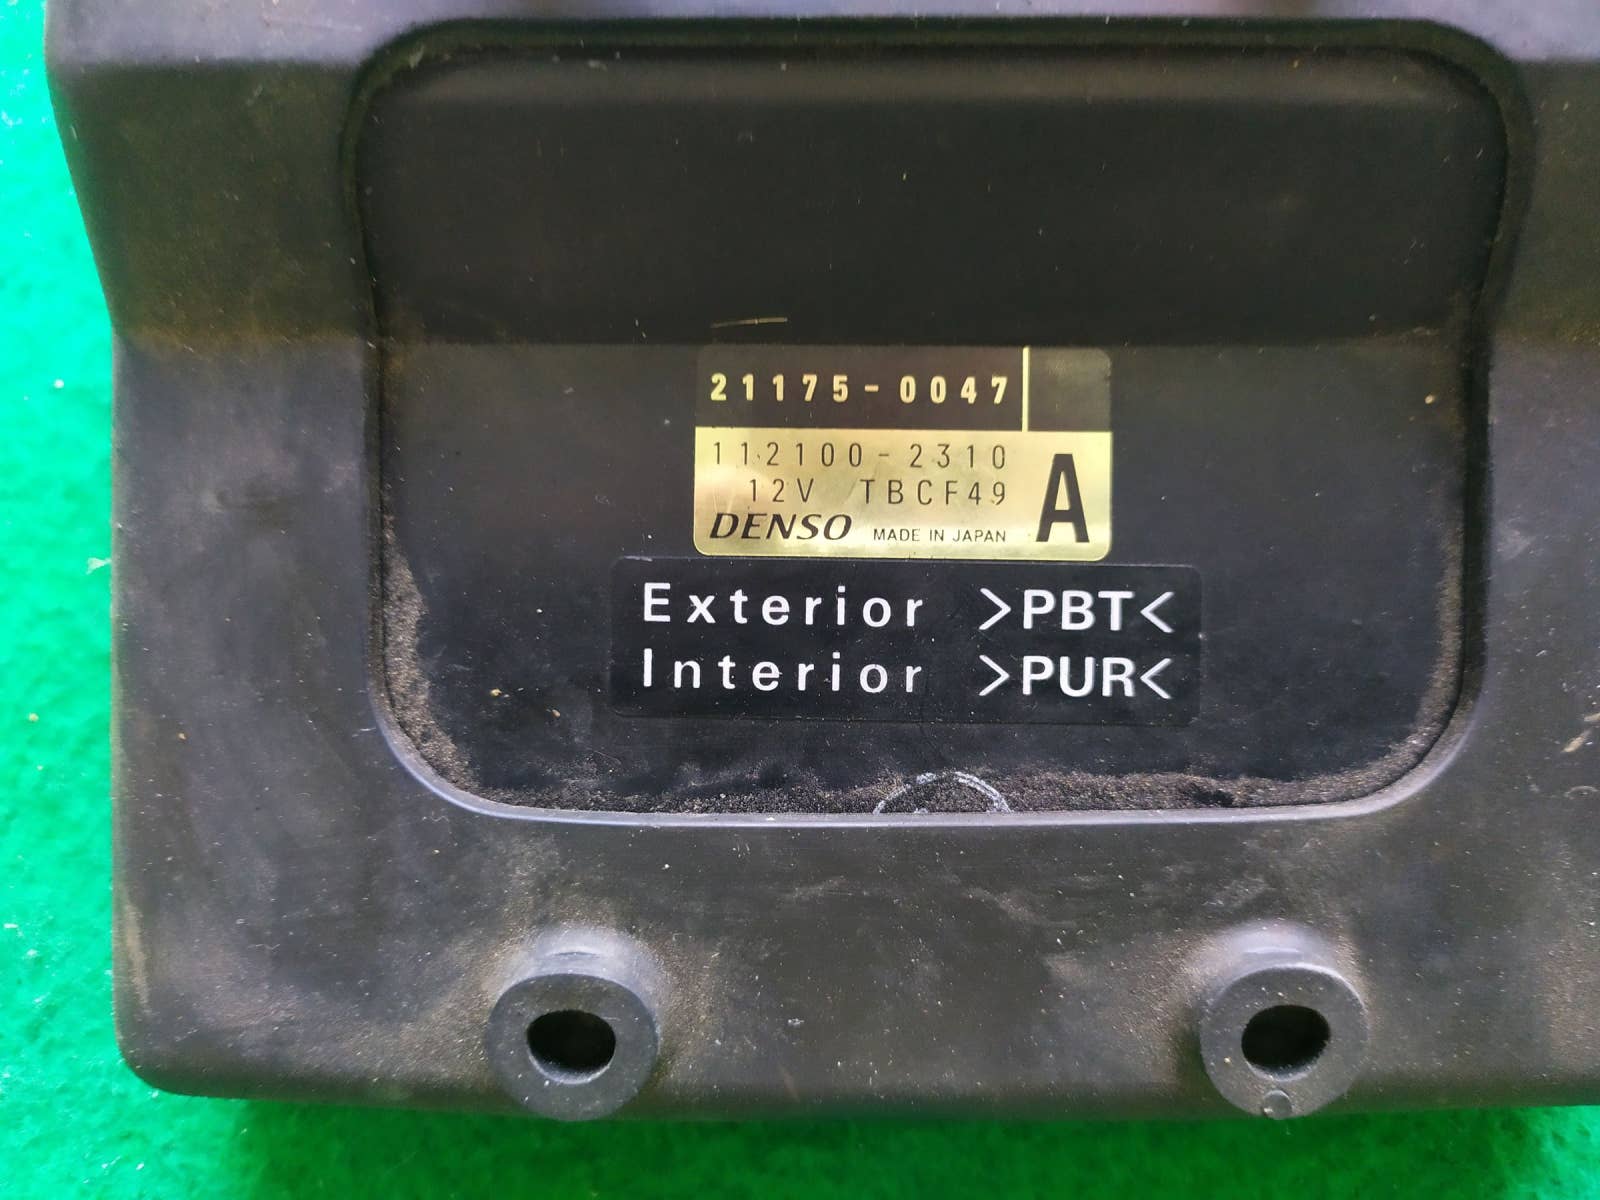 21175-0047
112100-2310
12V TBCF49
DENSO MADE IN JAPAN
A
Exterior >PBT<
Interior >PUR<